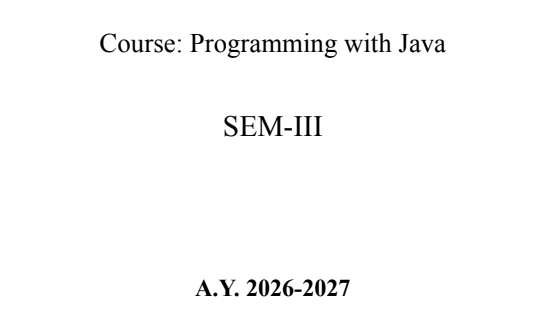 Course: Programming with Java
SEM-III
A.Y. 2026-2027